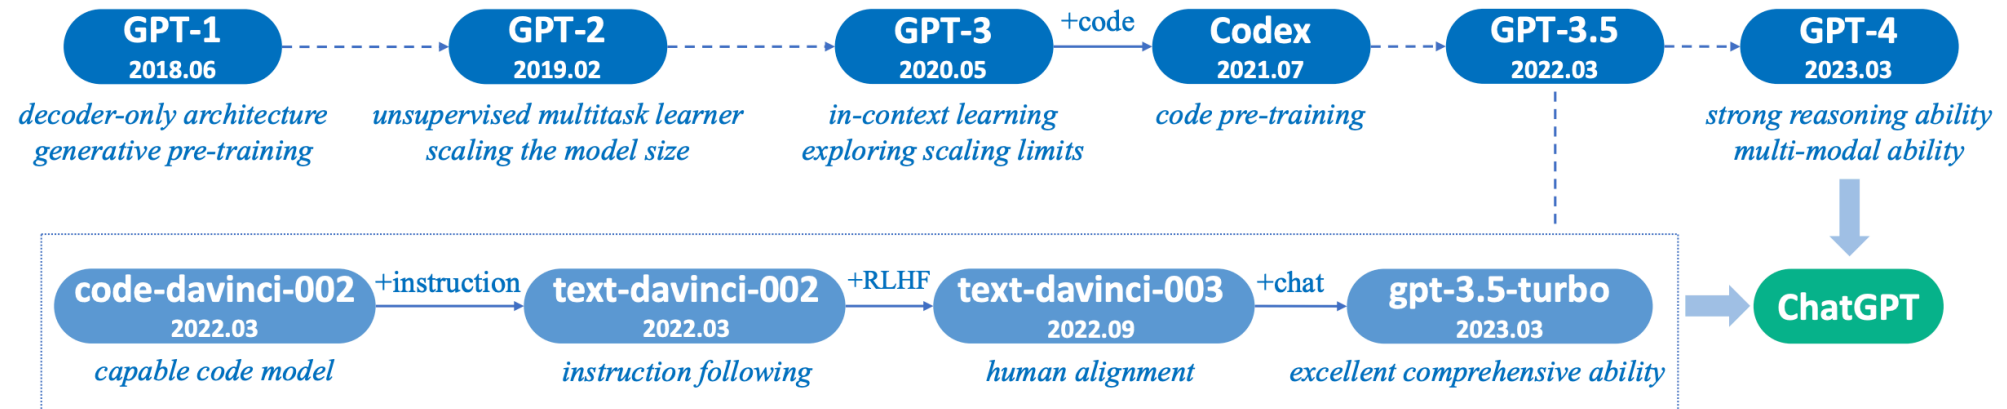 GPT-1
2018.06
decoder-only architecture
generative pre-training
GPT-2
2019.02
unsupervised multitask learner
scaling the model size
GPT-3
2020.05
in-context learning
exploring scaling limits
+code
Codex
2021.07
code pre-training
GPT-3.5
2022.03
GPT-4
2023.03
strong reasoning ability
multi-modal ability
code-davinci-002
2022.03
capable code model
+instruction
text-davinci-002
2022.03
instruction following
+RLHF
text-davinci-003
2022.09
human alignment
+chat
gpt-3.5-turbo
2023.03
excellent comprehensive ability
ChatGPT